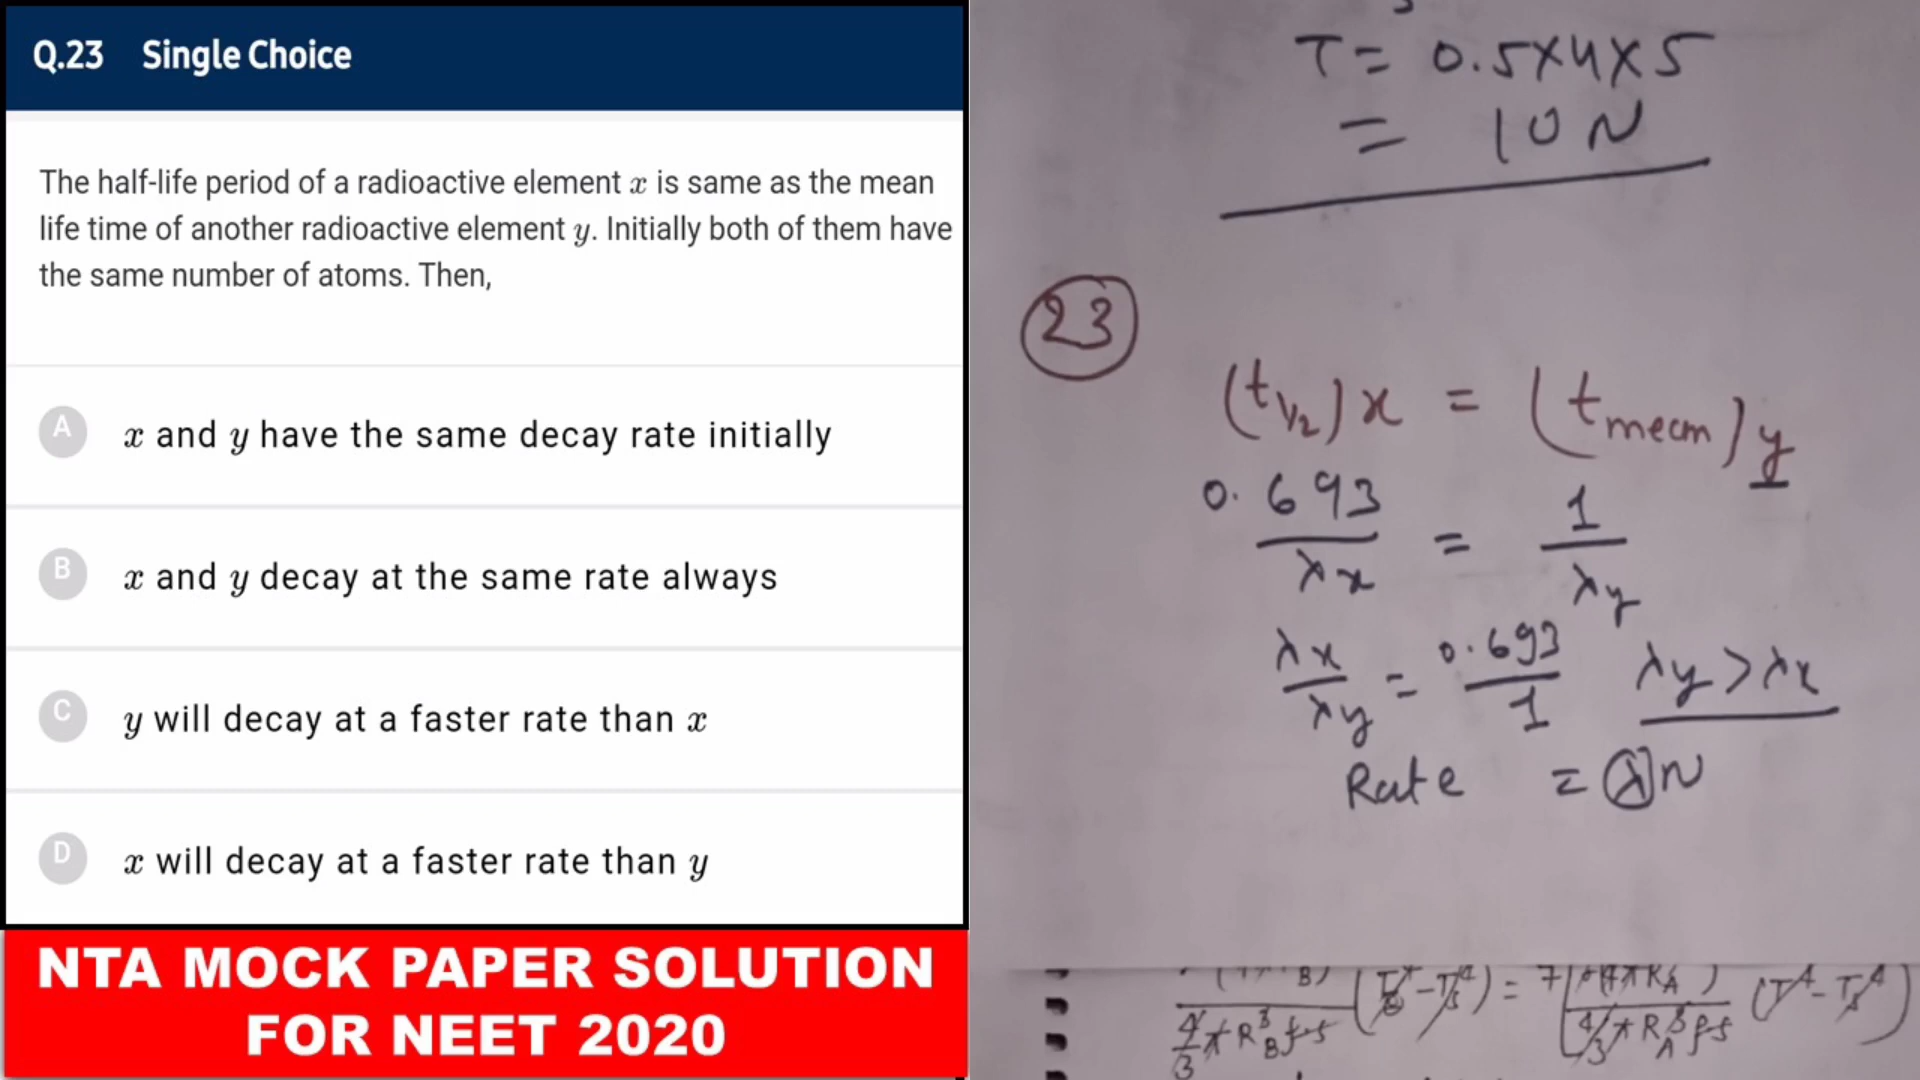 Q.23 Single Choice
The half-life period of a radioactive element x is same as the mean
life time of another radioactive element y. Initially both of them have
the same number of atoms. Then,
A x and y have the same decay rate initially
B x and y decay at the same rate always
C y will decay at a faster rate than x
D x will decay at a faster rate than y
NTA MOCK PAPER SOLUTION
FOR NEET 2020
T = 0.5×4×5
= 10 N
23
(t1/2)x = (tmean)y
0.693/λx = 1/λy
λx/λy = 0.693/1 λy > λx
Rate = λN